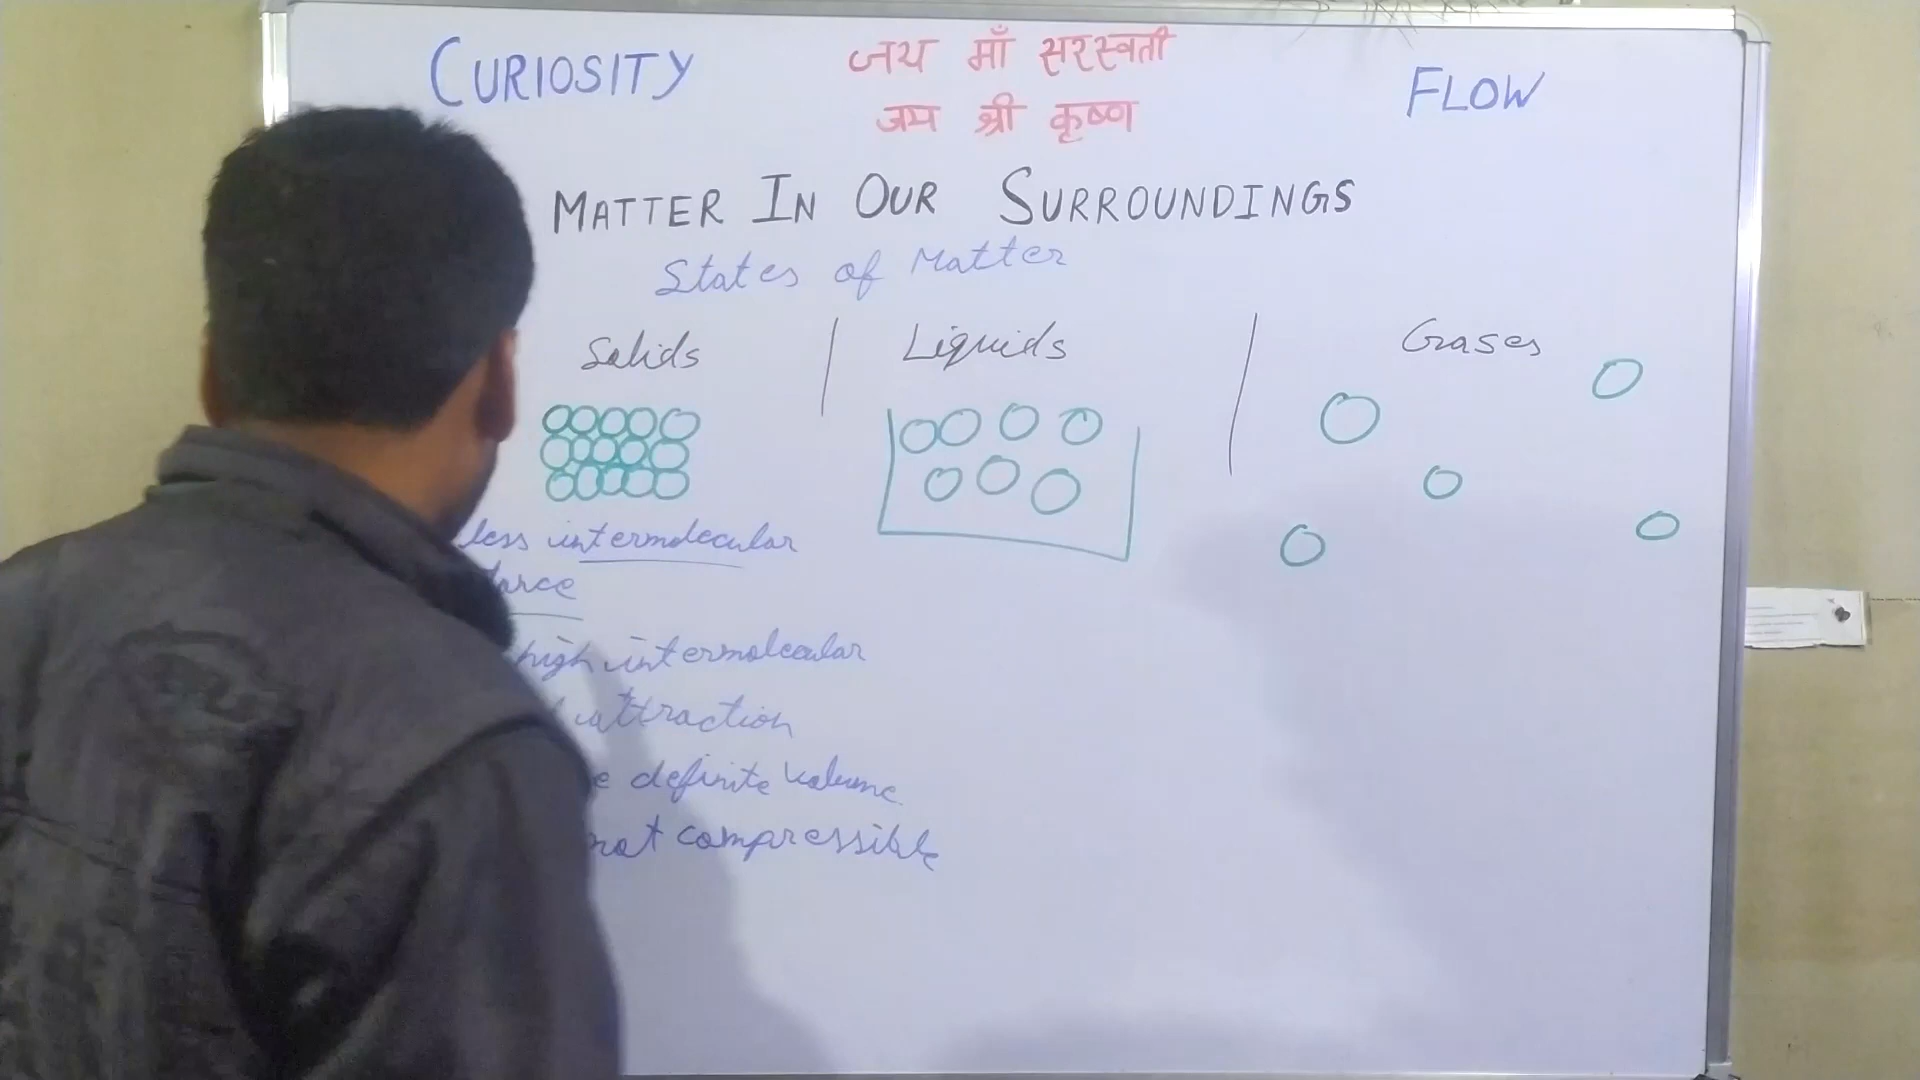 CURIOSITY
जय माँ सरस्वती
जय श्री कृष्ण
FLOW
MATTER IN OUR SURROUNDINGS
States of Matter
Solids
Liquids
Gases
less intermolecular
high intermolecular
attraction
definite volume
not compressible